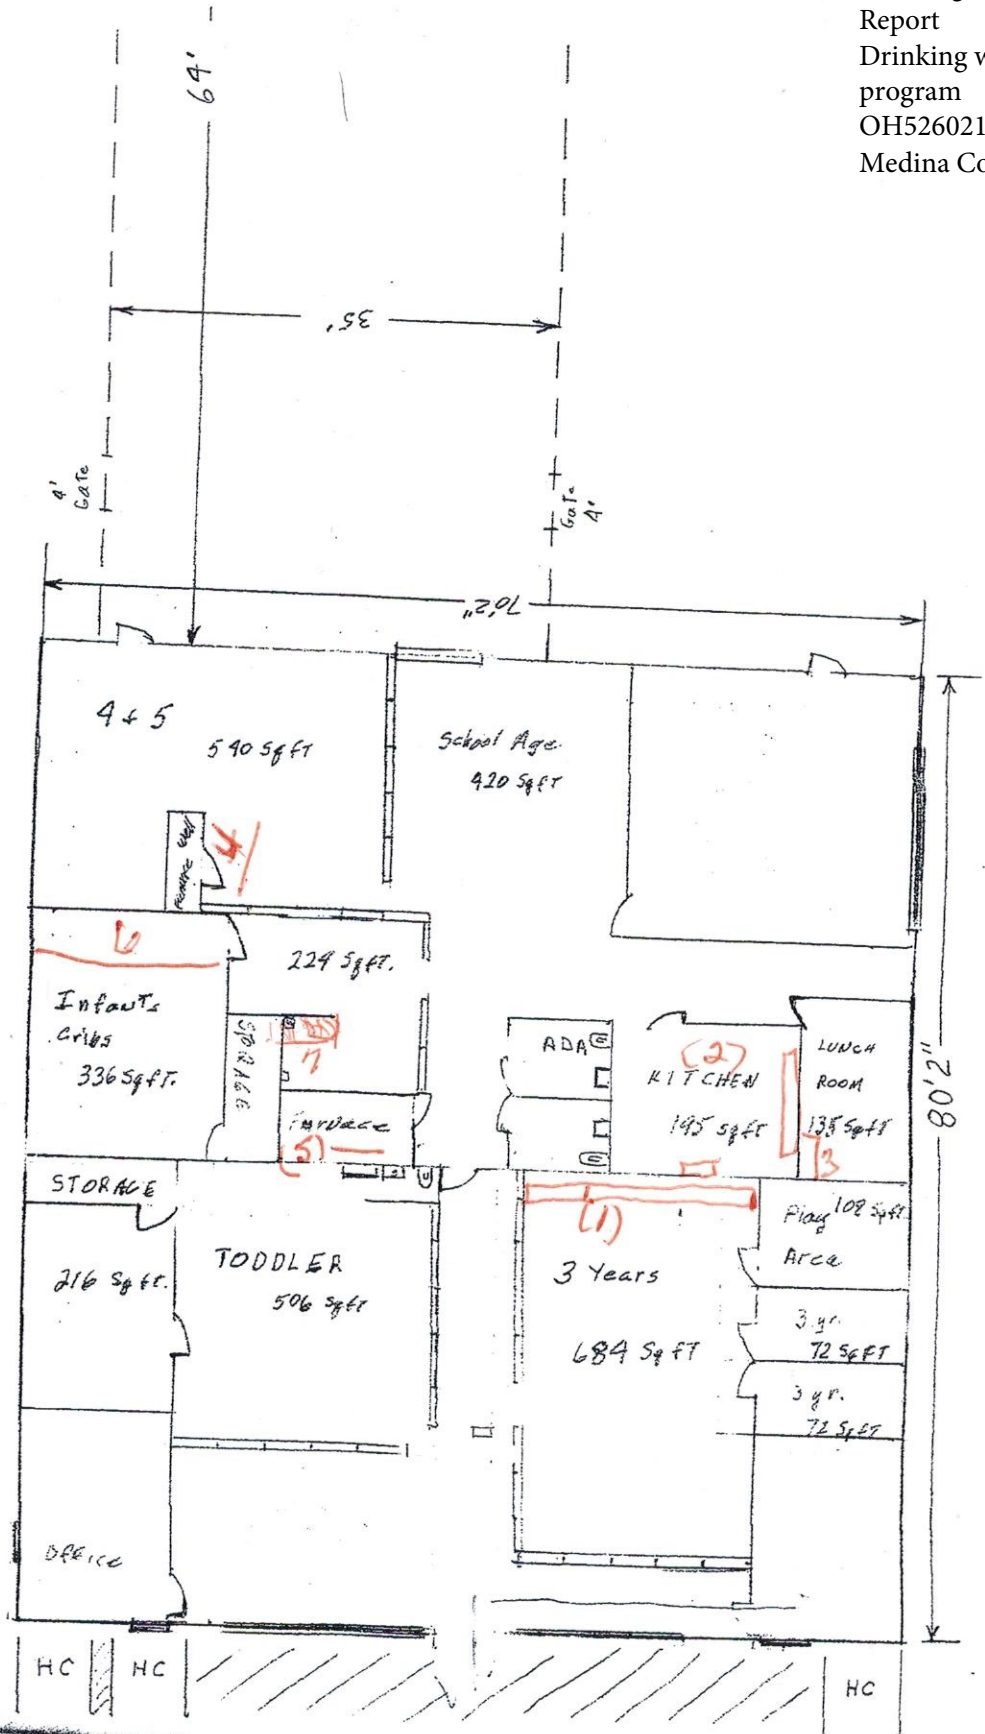 Report
Drinking w
program
OH526021
Medina Co
64'
35'
4'
Gate
Gate
4'
70'2"
4 + 5
540 Sq ft
School Age
420 Sq FT
Well
4
6
224 Sq FT.
Infants
Cribs
336 Sq FT.
STORAGE
7
Furnace
(5)
ADA
(2)
KITCHEN
195 sq ft
LUNCH
ROOM
135 Sq ft
3
80'2"
STORAGE
216 Sq ft.
TODDLER
506 Sq ft
(1)
3 Years
684 Sq FT
Play 108 Sq ft
Area
3 yr.
72 Sq FT
3 yr.
72 Sq FT
Office
HC
HC
HC